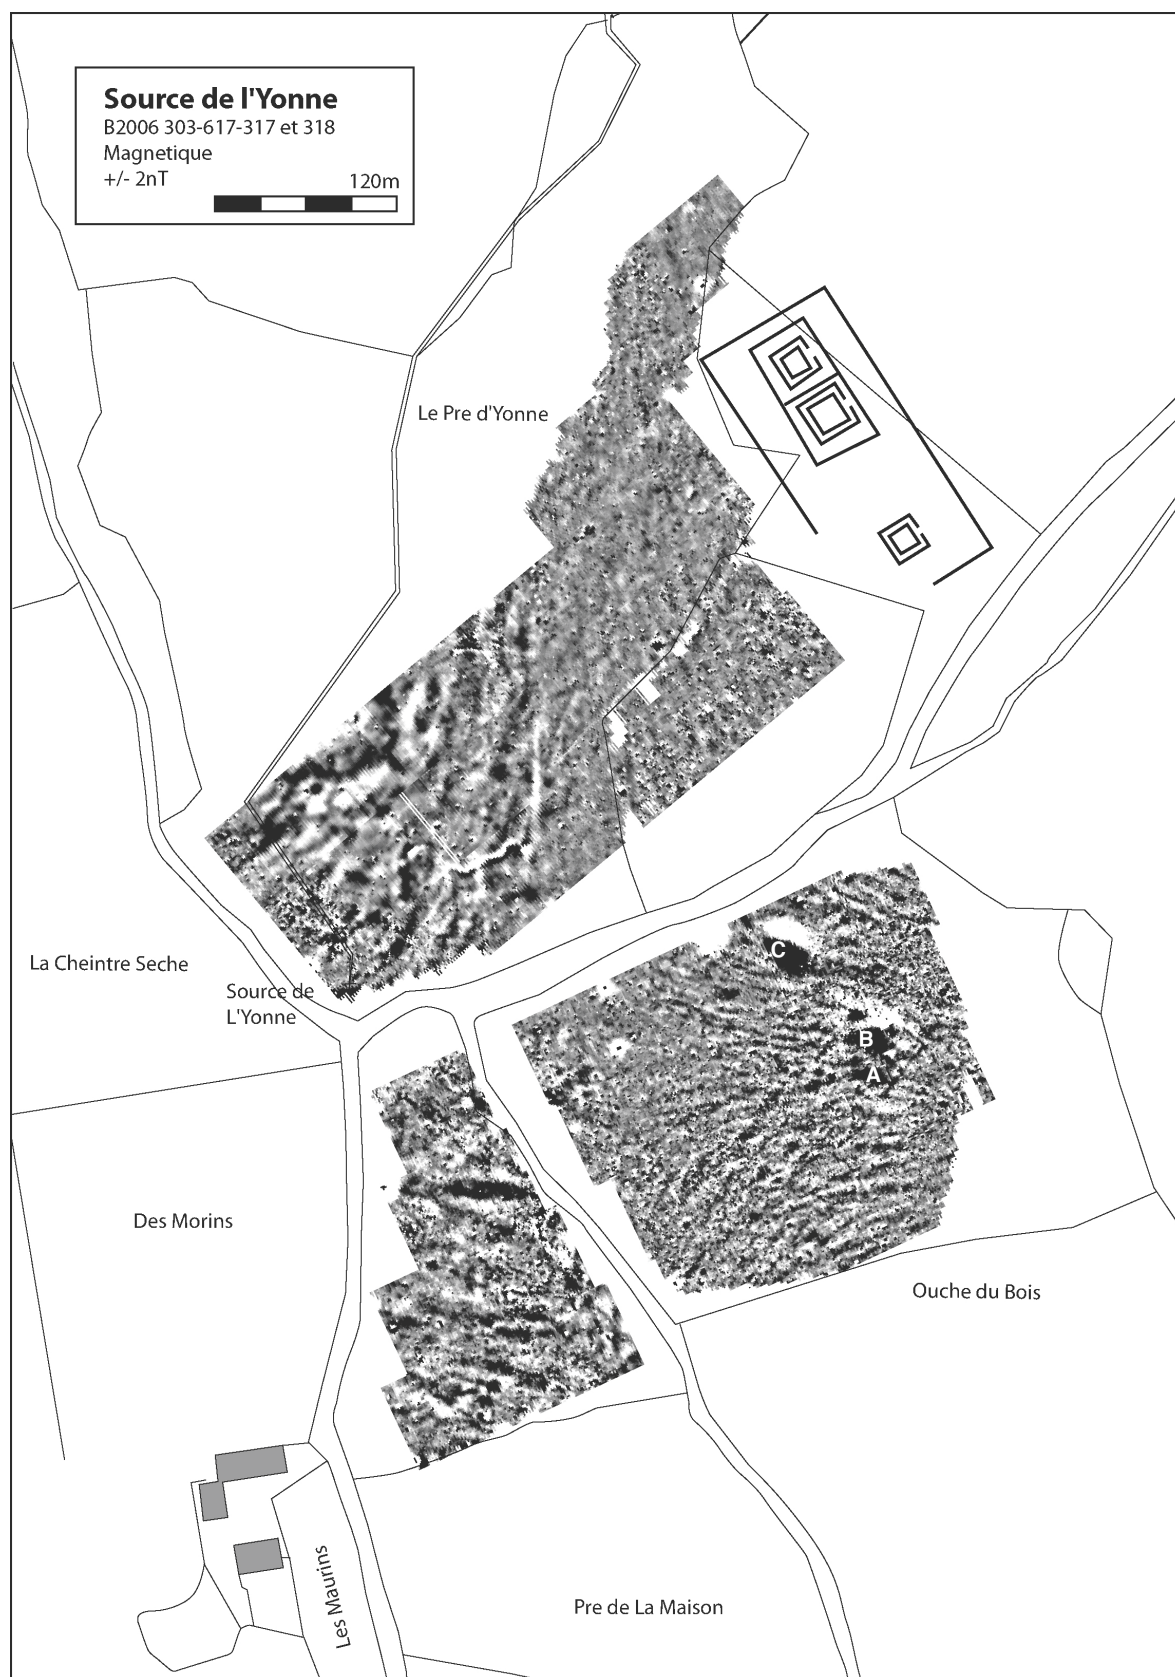 Source de l'Yonne
B2006 303-617-317 et 318
Magnetique
+/- 2nT
120m
Le Pre d'Yonne
La Cheintre Seche
Source de
L'Yonne
C
B
A
Des Morins
Ouche du Bois
Les Maurins
Pre de La Maison